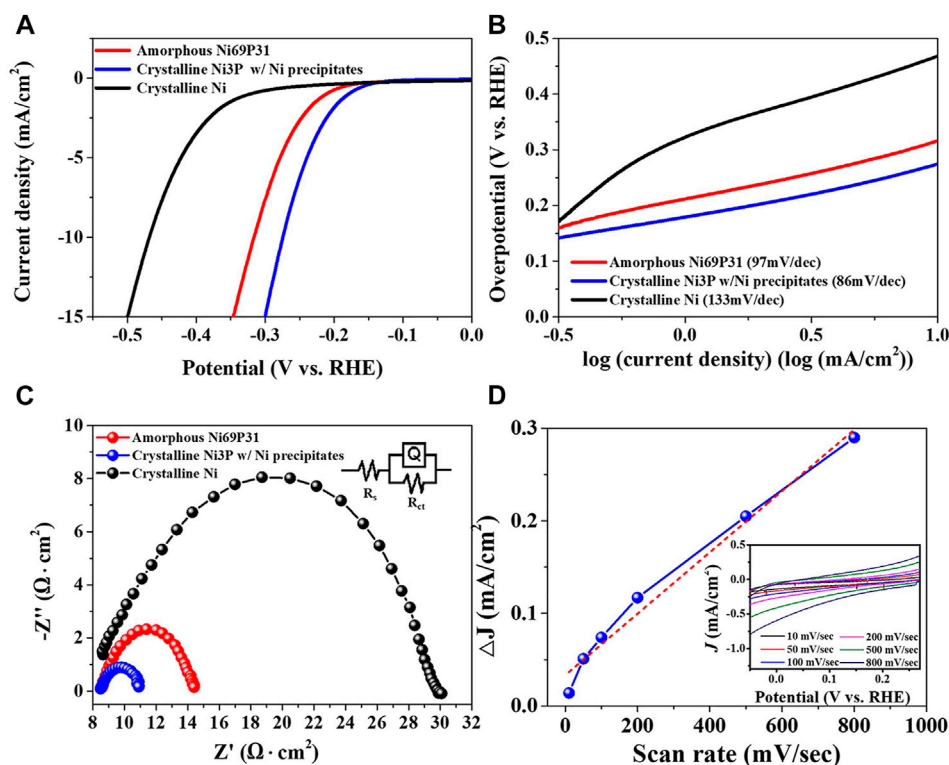 A
Amorphous Ni69P31
Crystalline Ni3P w/ Ni precipitates
Crystalline Ni
0
-5
-10
-15
-0.5 -0.4 -0.3 -0.2 -0.1 0.0
Current density (mA/cm²)
Potential (V vs. RHE)
B
0.5
0.4
0.3
0.2
0.1
0.0
-0.5 0.0 0.5 1.0
Overpotential (V vs. RHE)
Amorphous Ni69P31 (97mV/dec)
Crystalline Ni3P w/Ni precipitates (86mV/dec)
Crystalline Ni (133mV/dec)
log (current density) (log (mA/cm²))
C
Amorphous Ni69P31
Crystalline Ni3P w/ Ni precipitates
Crystalline Ni
Q
Rs
Rct
10
8
6
4
2
0
8 10 12 14 16 18 20 22 24 26 28 30 32
-Z'' (Ω · cm²)
Z' (Ω · cm²)
D
0.3
0.2
0.1
0.0
0 200 400 600 800 1000
△J (mA/cm²)
Scan rate (mV/sec)
0.5
0.0
-0.5
-1.0
0.0 0.1 0.2
J (mA/cm²)
10 mV/sec
50 mV/sec
100 mV/sec
200 mV/sec
500 mV/sec
800 mV/sec
Potential (V vs. RHE)